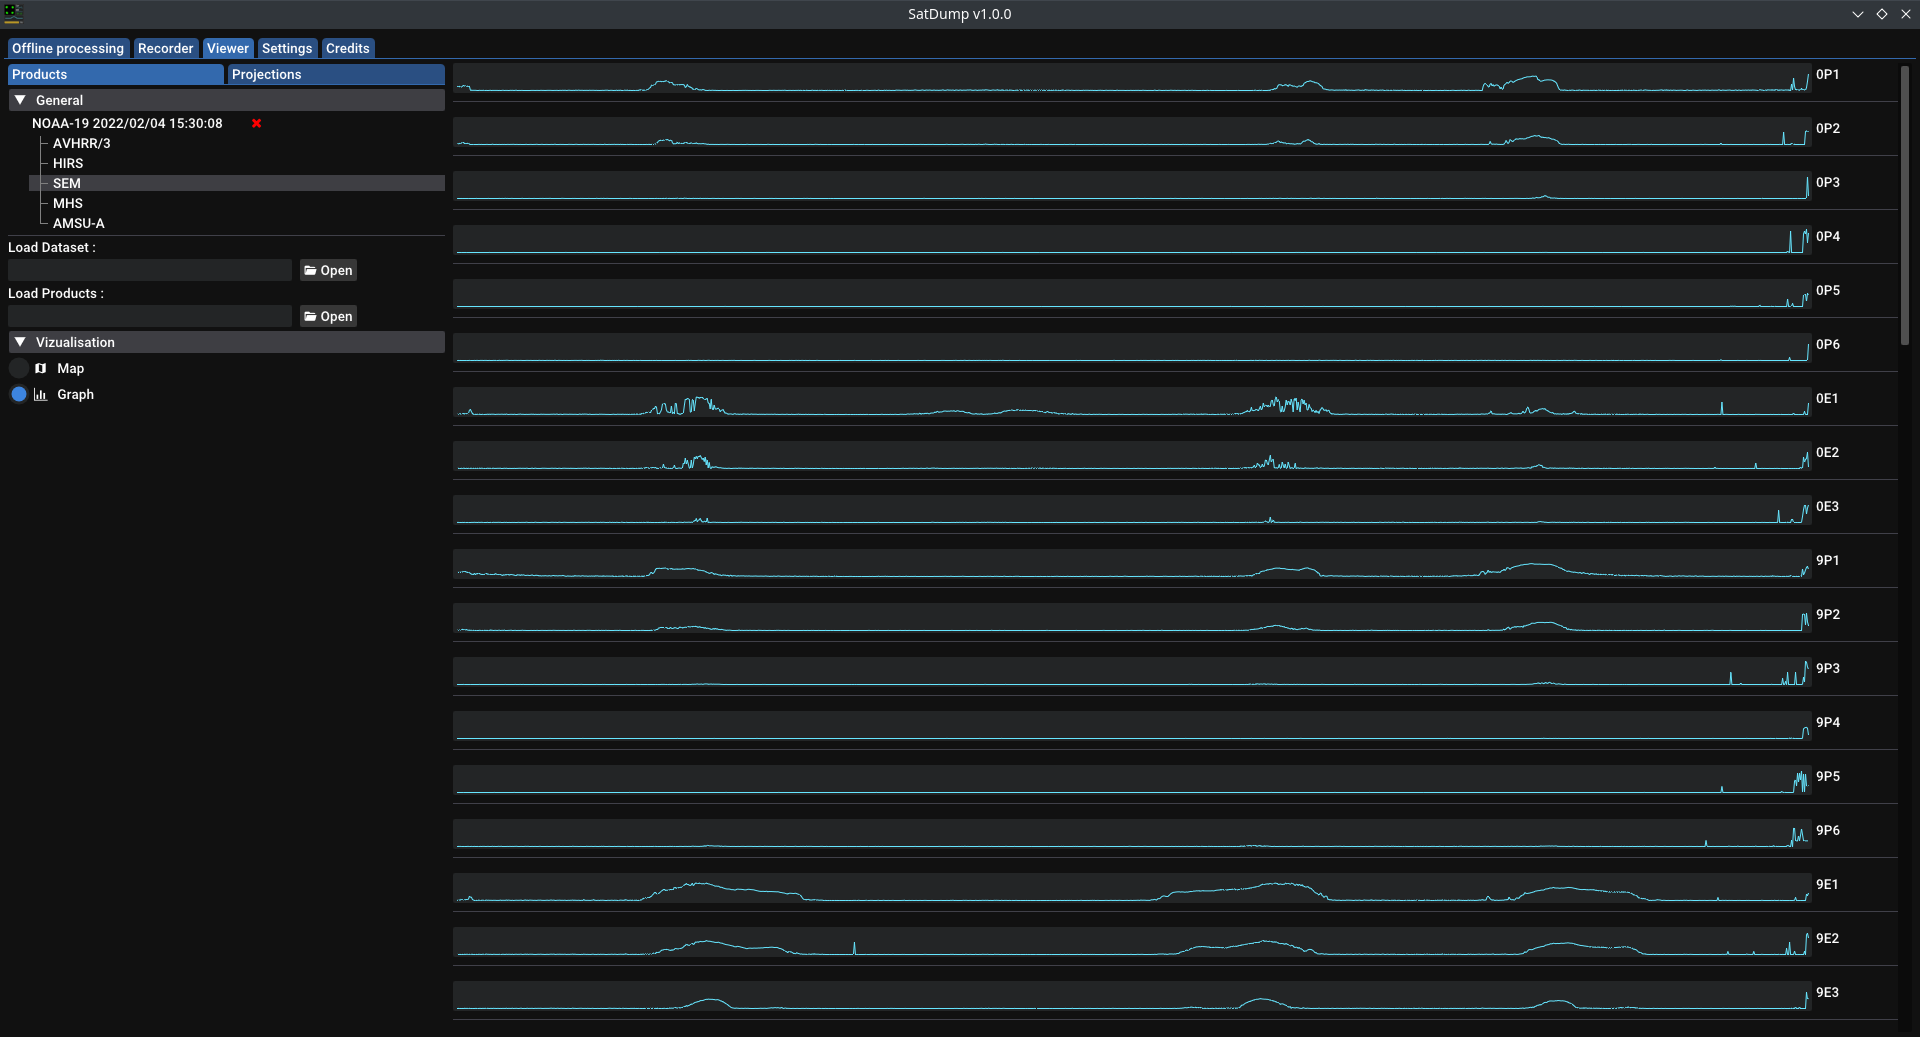 SatDump v1.0.0
Offline processing Recorder Viewer Settings Credits
Products Projections
General
NOAA-19 2022/02/04 15:30:08
AVHRR/3
HIRS
SEM
MHS
AMSU-A
Load Dataset :
Open
Load Products :
Open
Vizualisation
Map
Graph
0P1
0P2
0P3
0P4
0P5
0P6
0E1
0E2
0E3
9P1
9P2
9P3
9P4
9P5
9P6
9E1
9E2
9E3